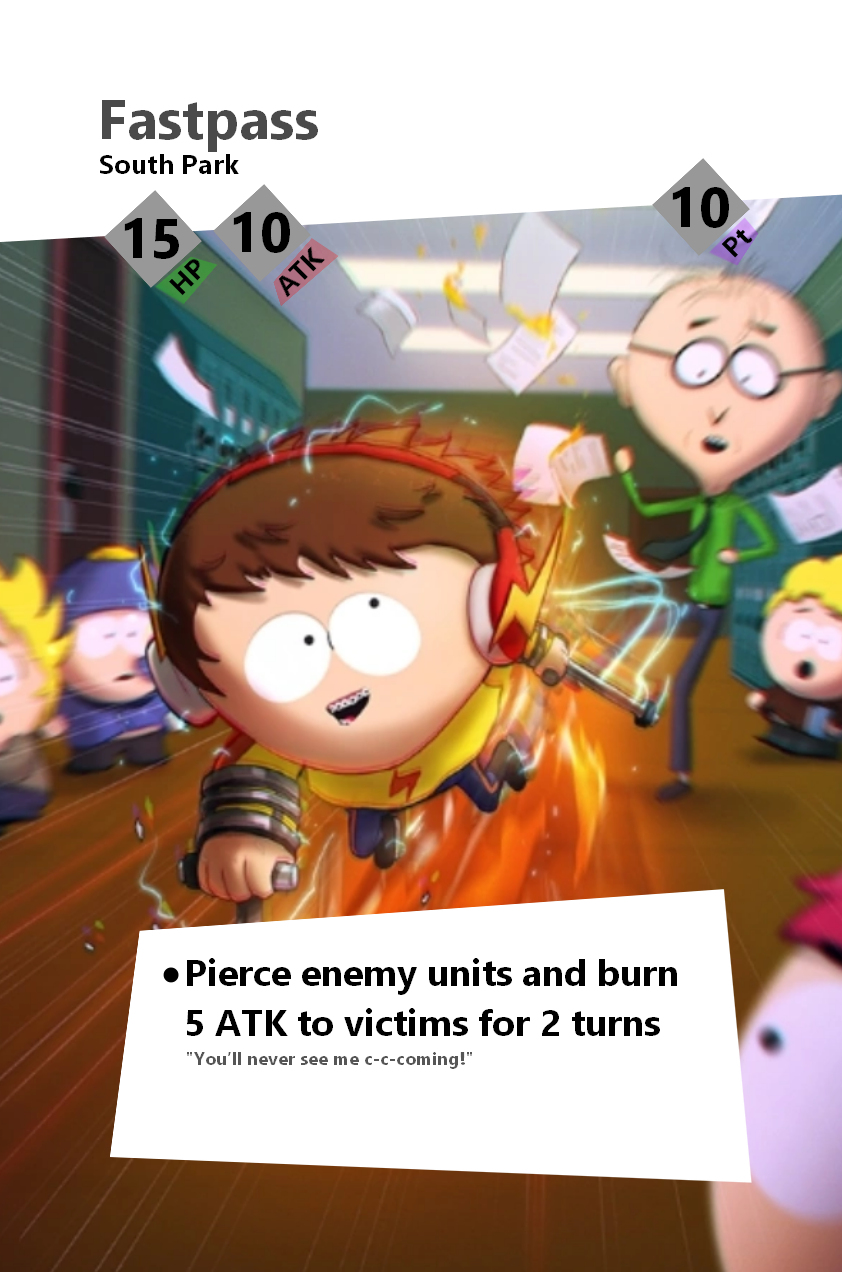 Fastpass
South Park
15 HP 10 ATK 10 Pt
•Pierce enemy units and burn
5 ATK to victims for 2 turns
"You'll never see me c-c-coming!"